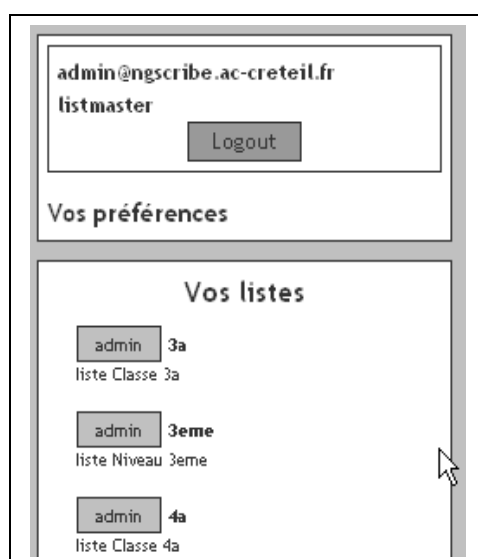 admin@ngscribe.ac-creteil.fr
listmaster
Logout
Vos préférences
Vos listes
admin 3a
liste Classe 3a
admin 3eme
liste Niveau 3eme
admin 4a
liste Classe 4a